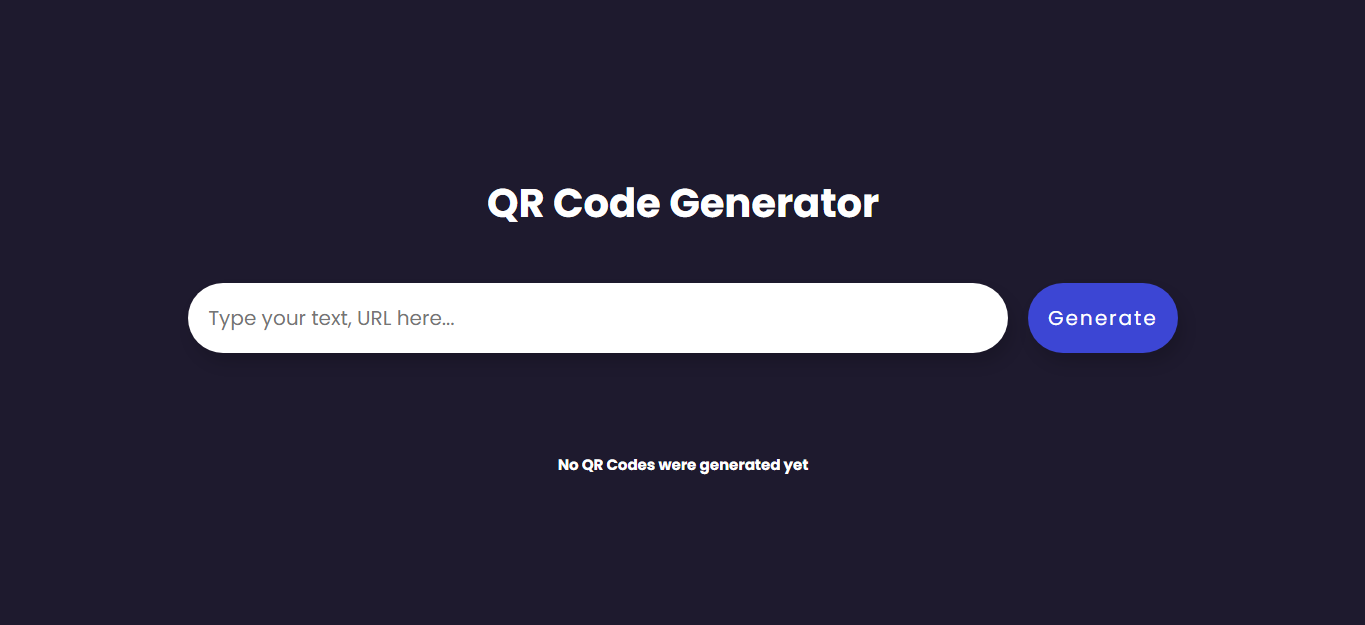 QR Code Generator
Type your text, URL here...
Generate
No QR Codes were generated yet